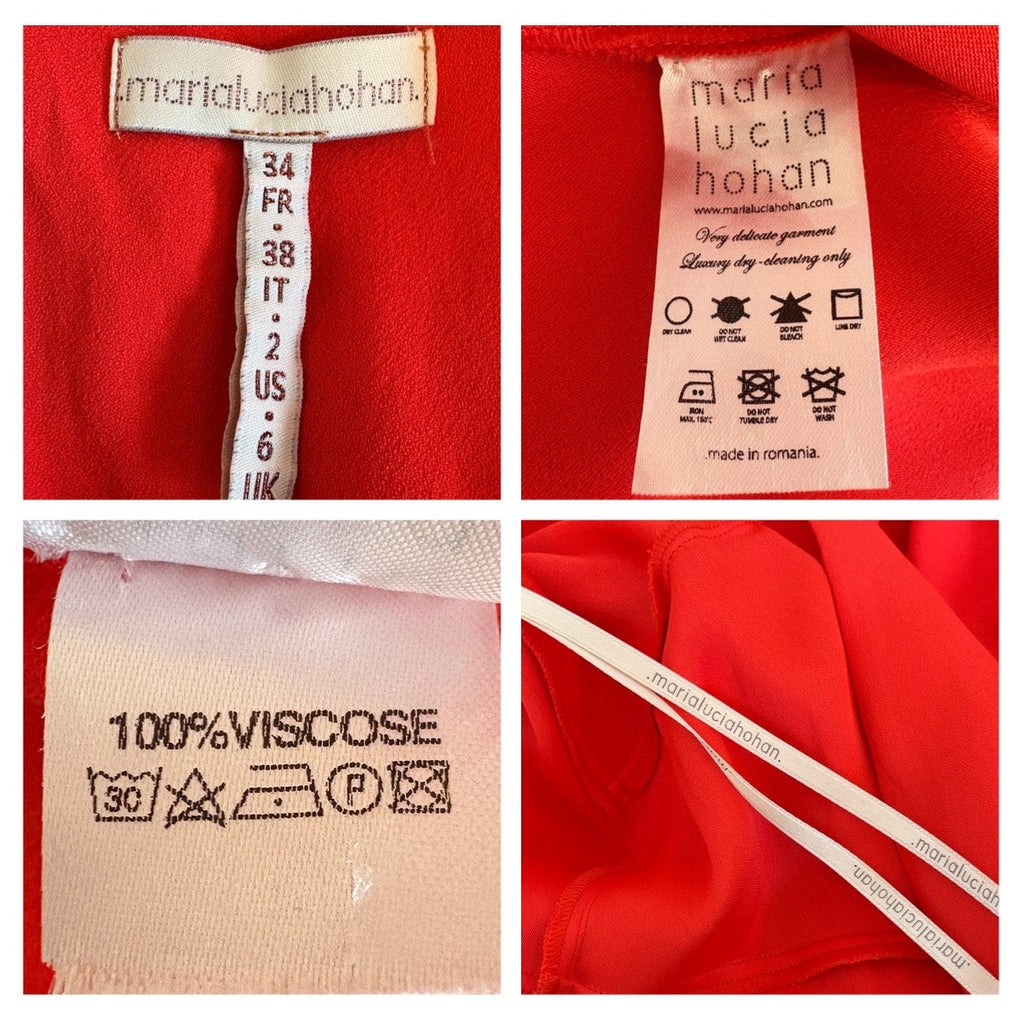 .marialuciahohan.
34
FR
•
38
IT
•
2
US
•
6
UK
maria
lucia
hohan
www.marialuciahohan.com
Very delicate garment
Luxury dry-cleaning only
DRY CLEAN
DO NOT WET CLEAN
DO NOT BLEACH
LINE DRY
IRON MAX. 150°C
DO NOT TUMBLE DRY
DO NOT WASH
.made in romania.
100%VISCOSE
30
P
.marialuciahohan.
.marialuciahohan
.marialuciahohan.